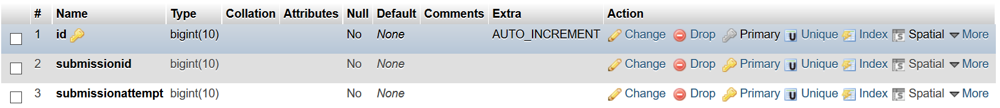 # Name Type Collation Attributes Null Default Comments Extra Action
1 id bigint(10) No None AUTO_INCREMENT Change Drop Primary Unique Index Spatial More
2 submissionid bigint(10) No None Change Drop Primary Unique Index Spatial More
3 submissionattempt bigint(10) No None Change Drop Primary Unique Index Spatial More